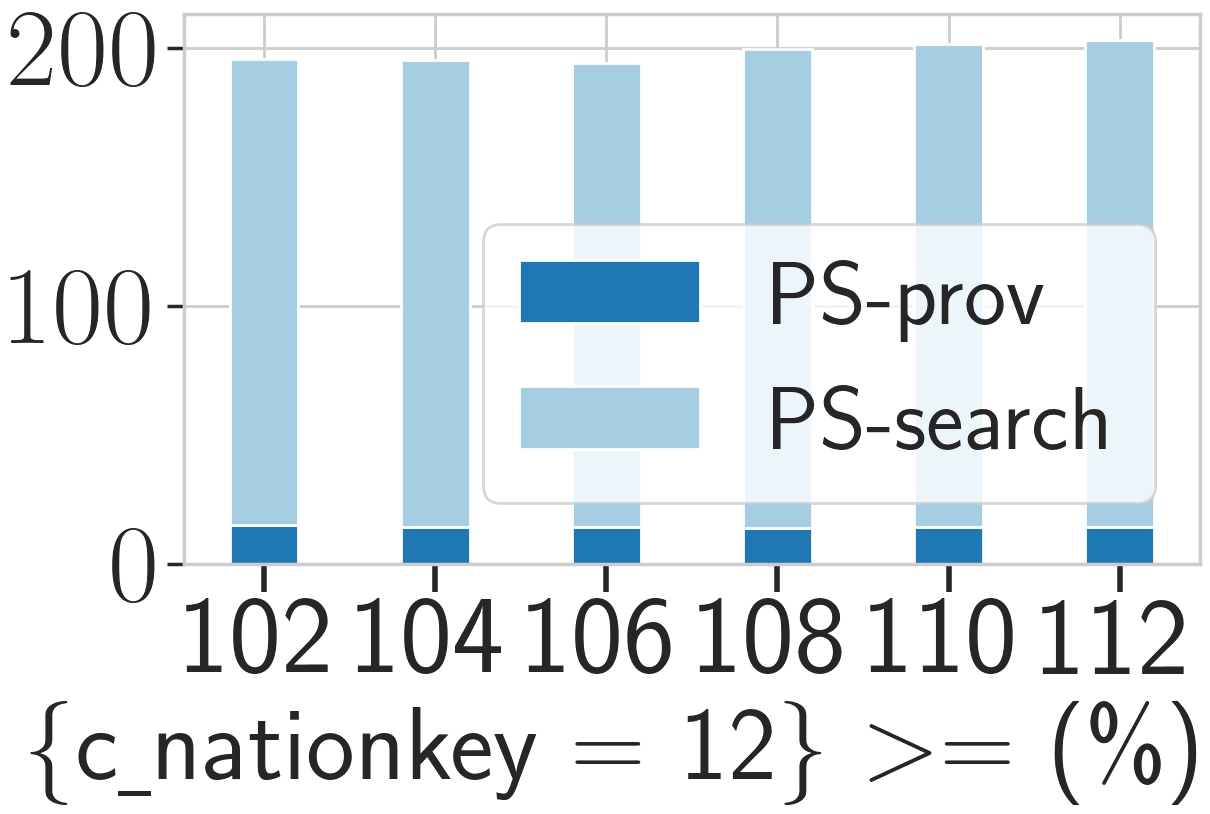 200
100
0
PS-prov
PS-search
102 104 106 108 110 112
{c_nationkey = 12} >= (%)